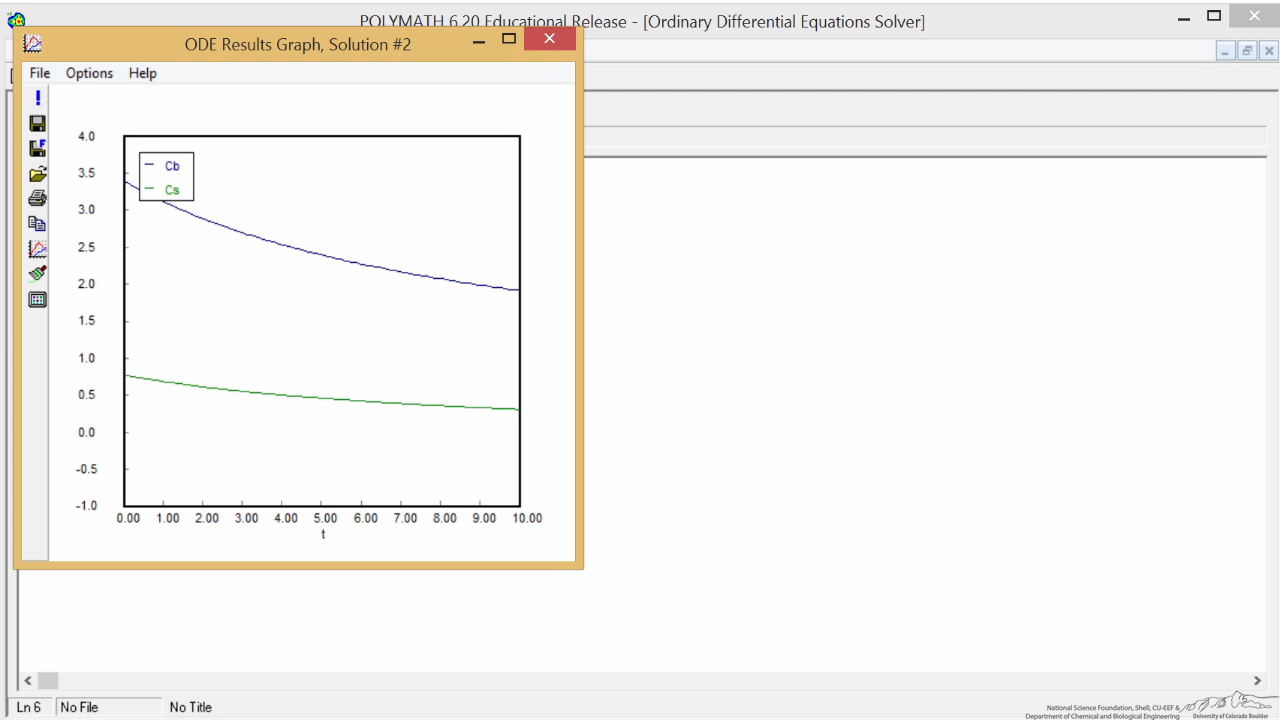 POLYMATH 6.20 Educational Release - [Ordinary Differential Equations Solver]
ODE Results Graph, Solution #2
File Options Help
4.0
3.5
3.0
2.5
2.0
1.5
1.0
0.5
0.0
-0.5
-1.0
Cb
Cs
0.00 1.00 2.00 3.00 4.00 5.00 6.00 7.00 8.00 9.00 10.00
t
Ln 6 No File No Title
National Science Foundation, Shell, CU-EEF &
Department of Chemical and Biological Engineering
University of Colorado Boulder